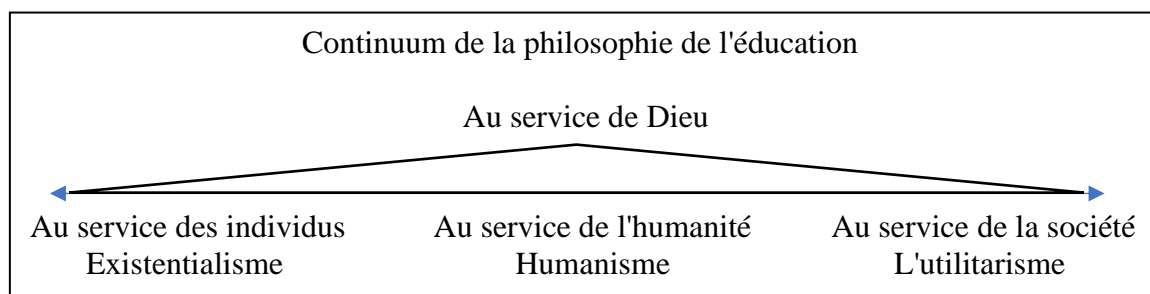 Continuum de la philosophie de l'éducation
Au service de Dieu
Au service des individus
Existentialisme
Au service de l'humanité
Humanisme
Au service de la société
L'utilitarisme